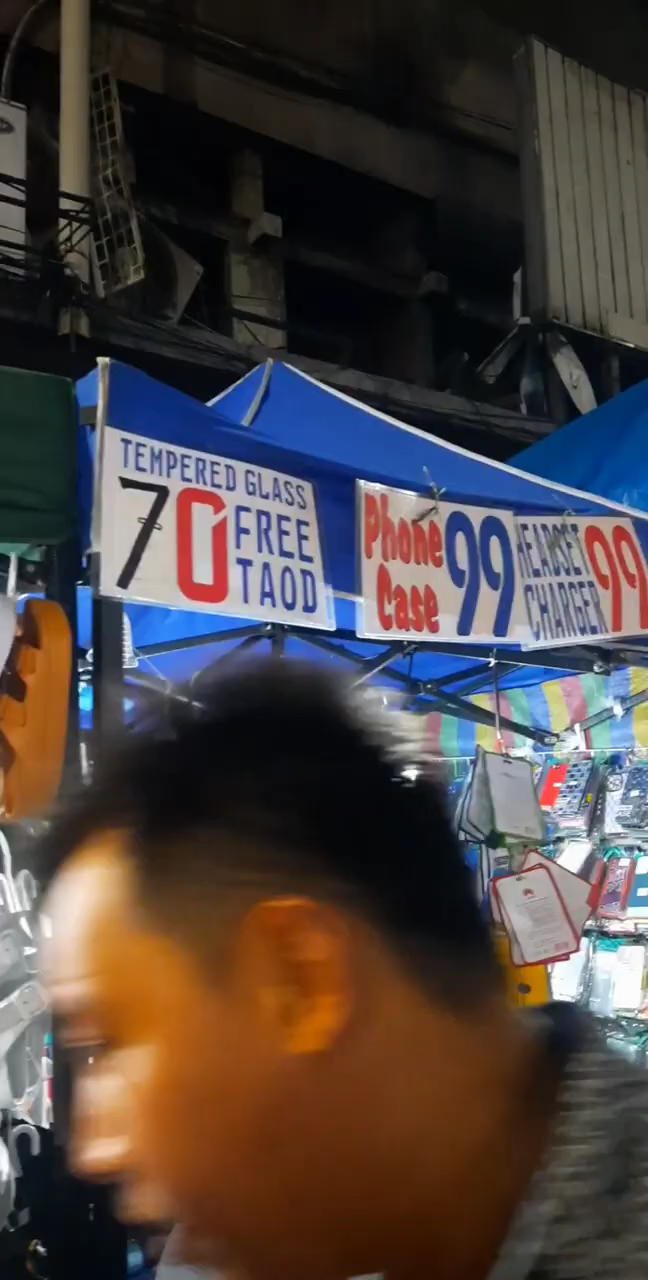 TEMPERED GLASS
70 FREE
TAOD
Phone
Case
99
HEADSET
CHARGER
99